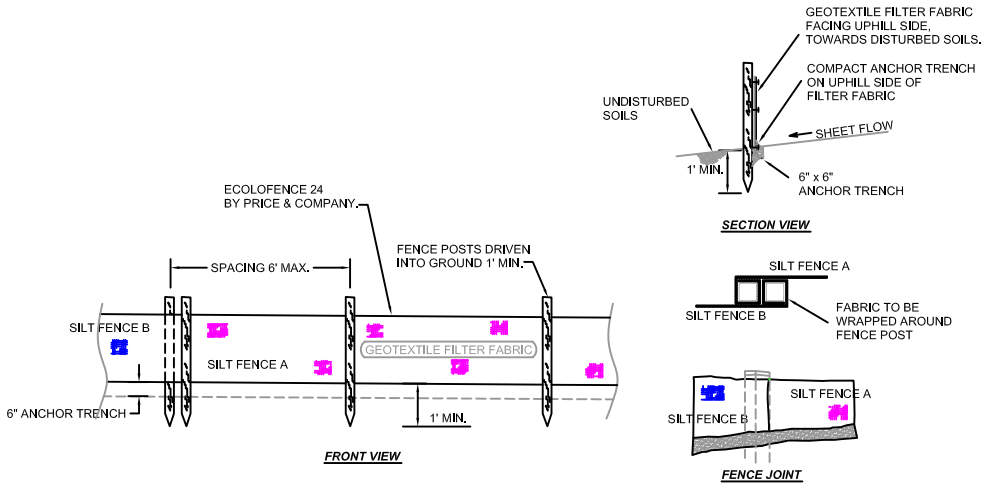 GEOTEXTILE FILTER FABRIC
FACING UPHILL SIDE,
TOWARDS DISTURBED SOILS.
COMPACT ANCHOR TRENCH
ON UPHILL SIDE OF
FILTER FABRIC
UNDISTURBED
SOILS
SHEET FLOW
1' MIN.
6" x 6"
ANCHOR TRENCH
SECTION VIEW
ECOLOFENCE 24
BY PRICE & COMPANY.
FENCE POSTS DRIVEN
INTO GROUND 1' MIN.
SPACING 6' MAX.
SILT FENCE B
SILT FENCE A
GEOTEXTILE FILTER FABRIC
6" ANCHOR TRENCH
1' MIN.
FRONT VIEW
SILT FENCE A
SILT FENCE B
FABRIC TO BE
WRAPPED AROUND
FENCE POST
SILT FENCE A
SILT FENCE B
FENCE JOINT